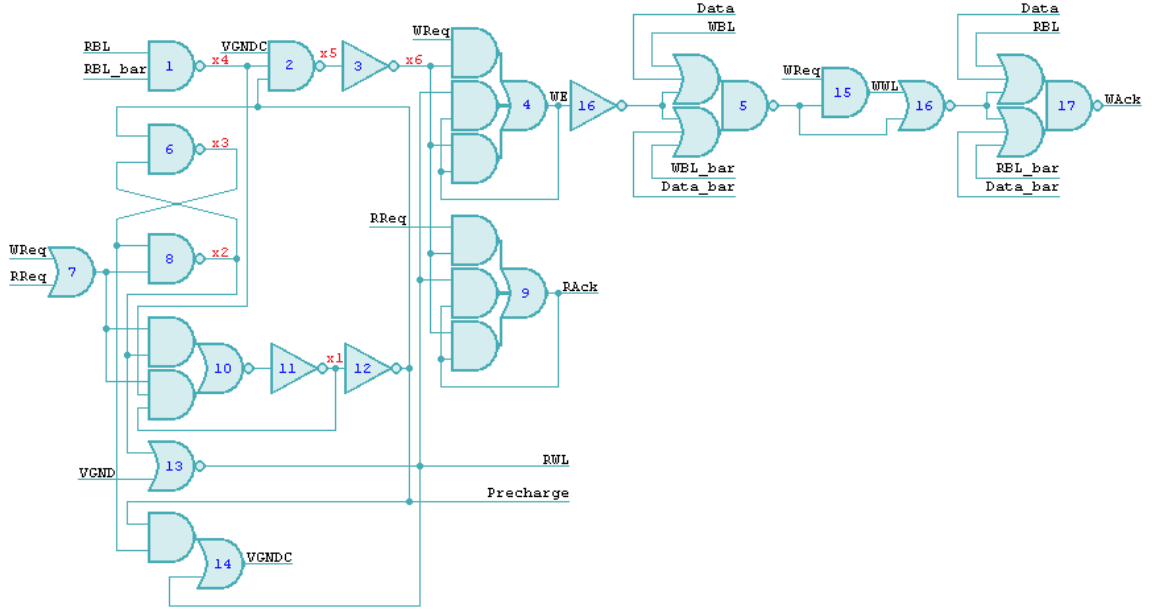 Data
Data
WBL
RBL
WReq
RBL
VGNDC
x5
RBL_bar
x4
x6
1
2
3
WReq
WWL
WE
4
16
5
15
16
17
WAck
6
x3
WBL_bar
RBL_bar
Data_bar
Data_bar
RReq
WReq
8
x2
7
RReq
9
RAck
x1
10
11
12
13
RWL
VGND
Precharge
14
VGNDC